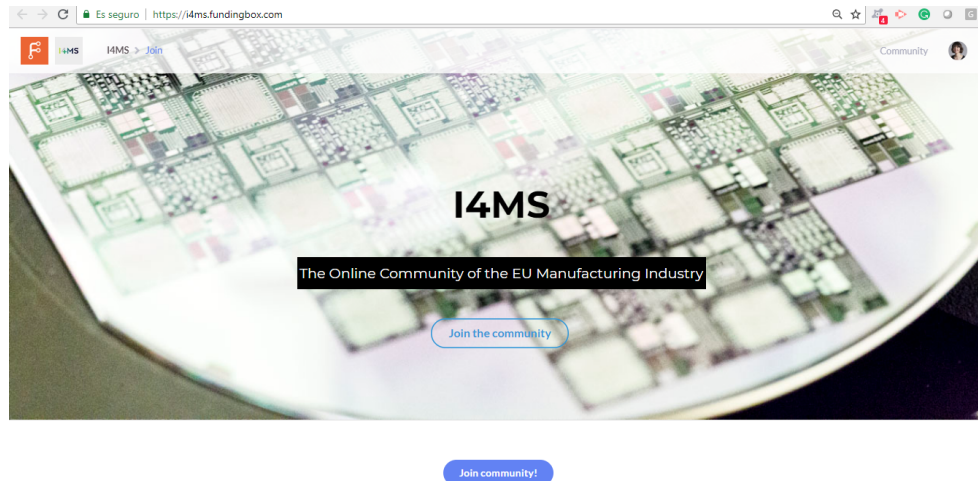 Es seguro | https://i4ms.fundingbox.com
4
G
G
I4MS
I4MS > Join
Community
I4MS
The Online Community of the EU Manufacturing Industry
Join the community
Join community!